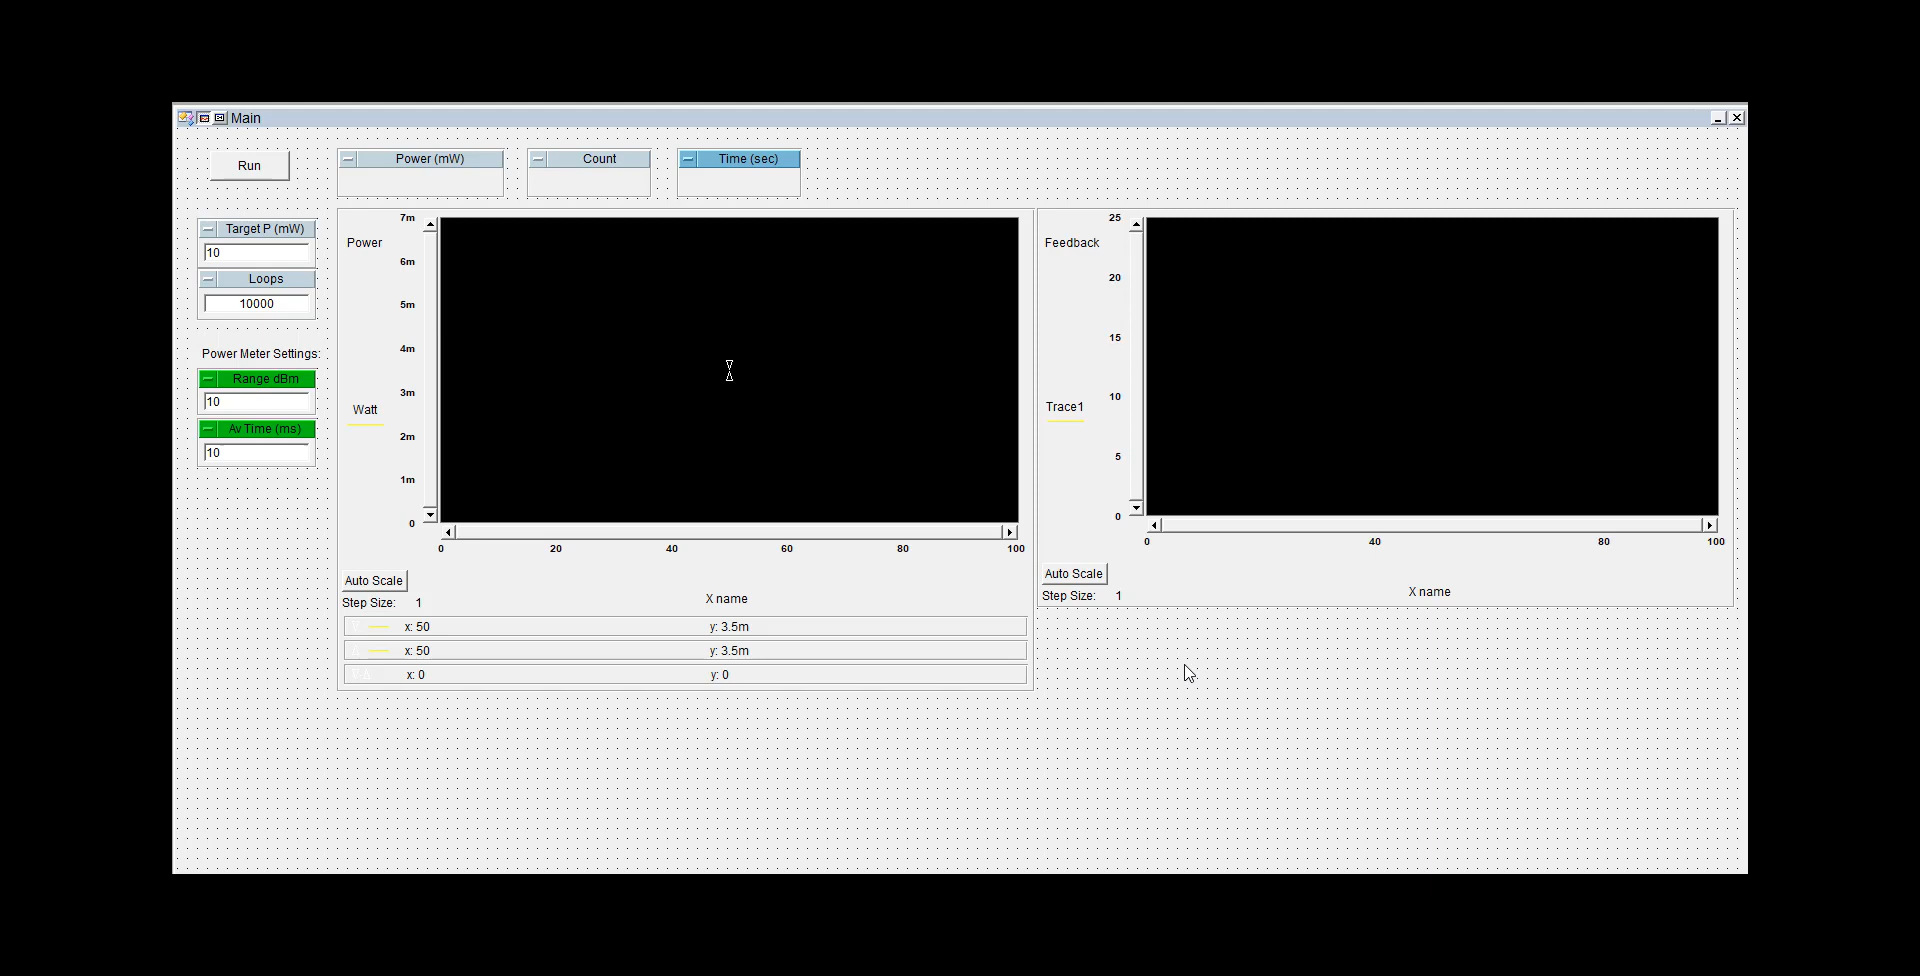 Main
Run
Power (mW)
Count
Time (sec)
Target P (mW)
10
Loops
10000
Power Meter Settings:
Range dBm
10
Av Time (ms)
10
Power
Watt
7m
6m
5m
4m
3m
2m
1m
0
0 20 40 60 80 100
Auto Scale
X name
Step Size: 1
x: 50 y: 3.5m
x: 50 y: 3.5m
x: 0 y: 0
Feedback
Trace1
25
20
15
10
5
0
0 40 80 100
Auto Scale
X name
Step Size: 1